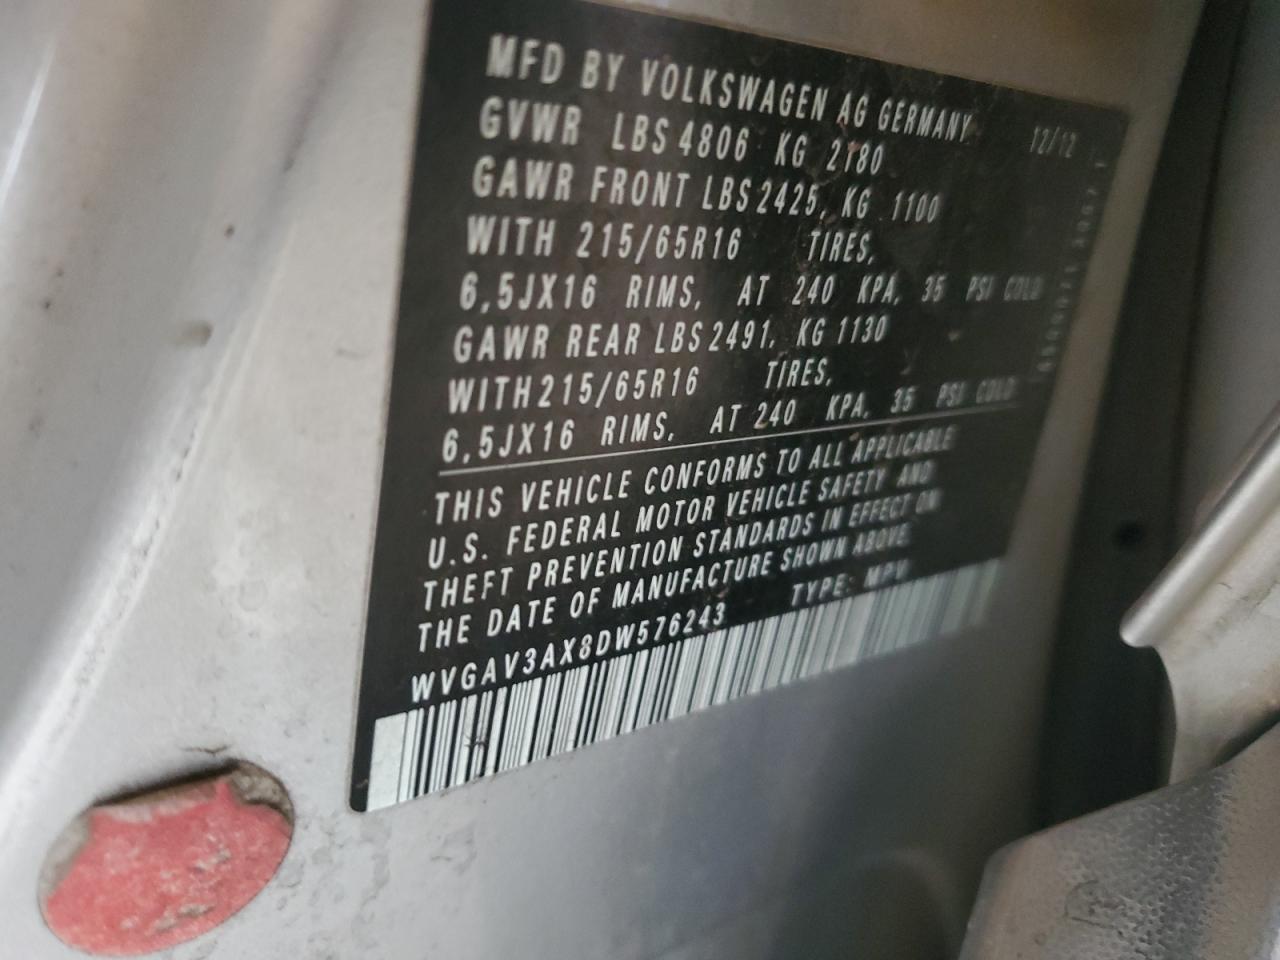 MFD BY VOLKSWAGEN AG GERMANY 12/12
GVWR LBS 4806 KG 2180
GAWR FRONT LBS 2425, KG 1100
WITH 215/65R16 TIRES,
6,5JX16 RIMS, AT 240 KPA, 35 PSI COLD
GAWR REAR LBS 2491, KG 1130
WITH 215/65R16 TIRES,
6,5JX16 RIMS, AT 240 KPA, 35 PSI COLD
THIS VEHICLE CONFORMS TO ALL APPLICABLE
U.S. FEDERAL MOTOR VEHICLE SAFETY AND
THEFT PREVENTION STANDARDS IN EFFECT ON
THE DATE OF MANUFACTURE SHOWN ABOVE.
WVGAV3AX8DW576243 TYPE: MPV